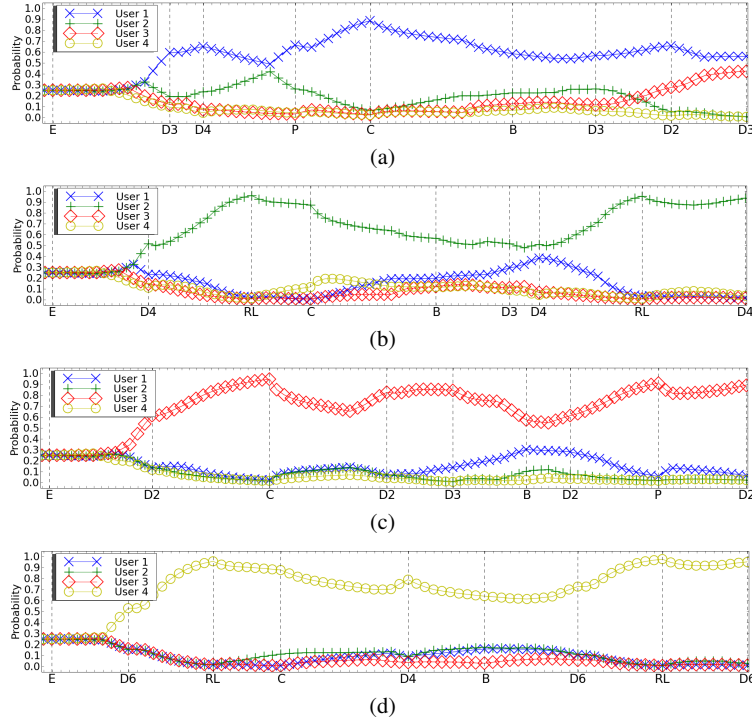 Probability
1.0
0.9
0.8
0.7
0.6
0.5
0.4
0.3
0.2
0.1
0.0
User 1
User 2
User 3
User 4
E D3 D4 P C B D3 D2 D3
(a)
Probability
1.0
0.9
0.8
0.7
0.6
0.5
0.4
0.3
0.2
0.1
0.0
User 1
User 2
User 3
User 4
E D4 RL C B D3 D4 RL D4
(b)
Probability
1.0
0.9
0.8
0.7
0.6
0.5
0.4
0.3
0.2
0.1
0.0
User 1
User 2
User 3
User 4
E D2 C D2 D3 B D2 P D2
(c)
Probability
1.0
0.9
0.8
0.7
0.6
0.5
0.4
0.3
0.2
0.1
0.0
User 1
User 2
User 3
User 4
E D6 RL C D4 B D6 RL D6
(d)